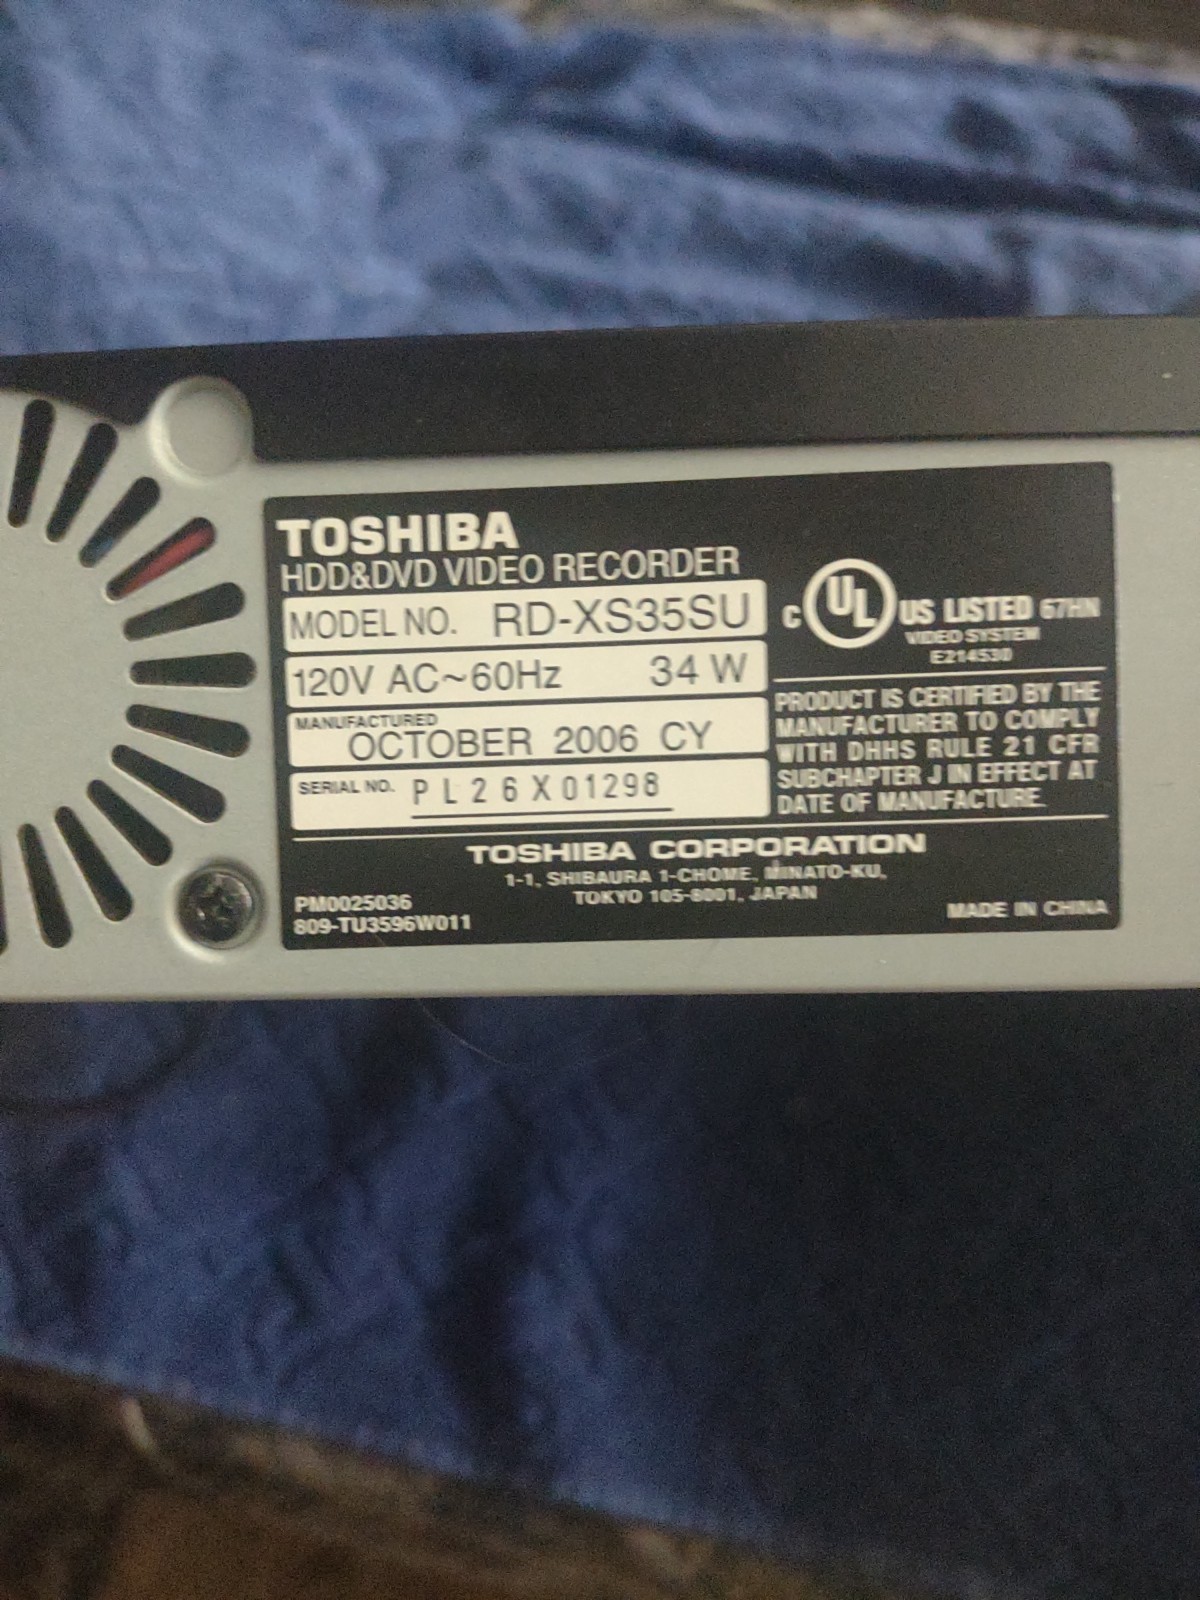 TOSHIBA
HDD&DVD VIDEO RECORDER
MODEL NO. RD-XS35SU
120V AC~60Hz 34 W
MANUFACTURED
OCTOBER 2006 CY
SERIAL NO. PL26X01298
C UL US LISTED 67HN
VIDEO SYSTEM
E214530
PRODUCT IS CERTIFIED BY THE
MANUFACTURER TO COMPLY
WITH DHHS RULE 21 CFR
SUBCHAPTER J IN EFFECT AT
DATE OF MANUFACTURE.
TOSHIBA CORPORATION
1-1, SHIBAURA 1-CHOME, MINATO-KU,
TOKYO 105-8001, JAPAN
PM0025036
809-TU3596W011
MADE IN CHINA